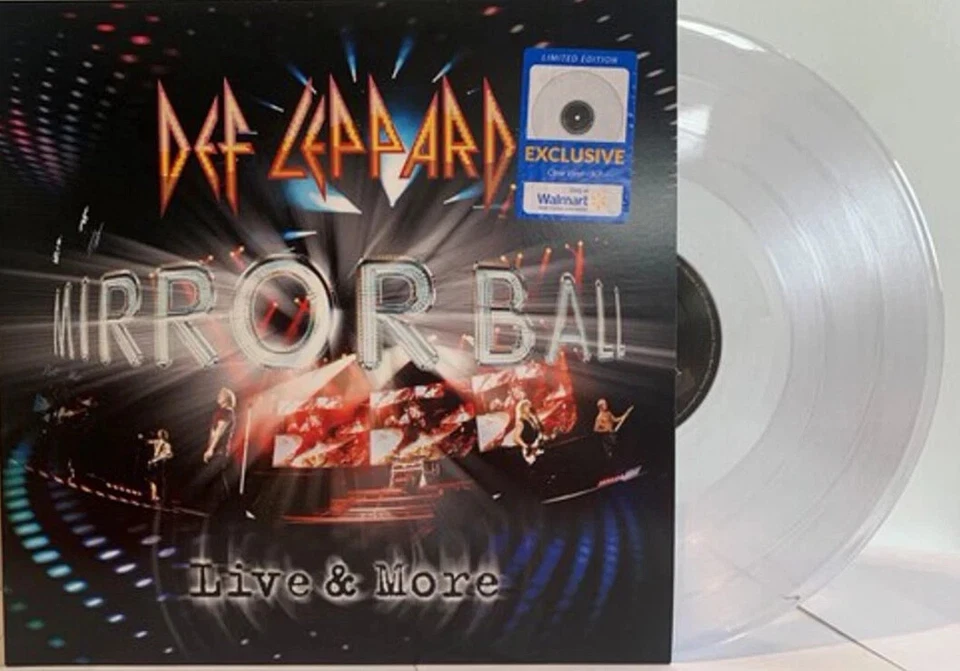 DEF LEPPARD
LIMITED EDITION
EXCLUSIVE
Walmart
MIRROR BALL
Live & More